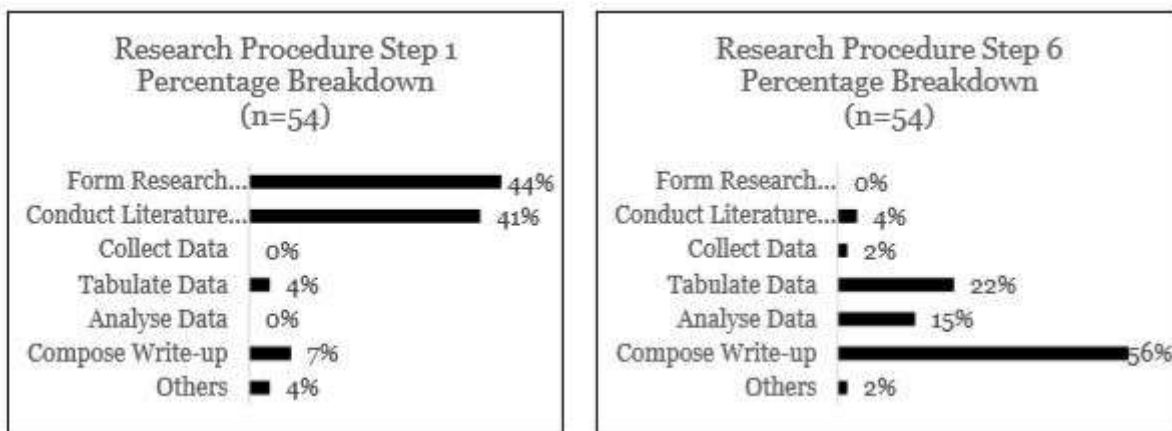 Research Procedure Step 1
Percentage Breakdown
(n=54)
Form Research... 44%
Conduct Literature... 41%
Collect Data 0%
Tabulate Data 4%
Analyse Data 0%
Compose Write-up 7%
Others 4%
Research Procedure Step 6
Percentage Breakdown
(n=54)
Form Research... 0%
Conduct Literature... 4%
Collect Data 2%
Tabulate Data 22%
Analyse Data 15%
Compose Write-up 56%
Others 2%